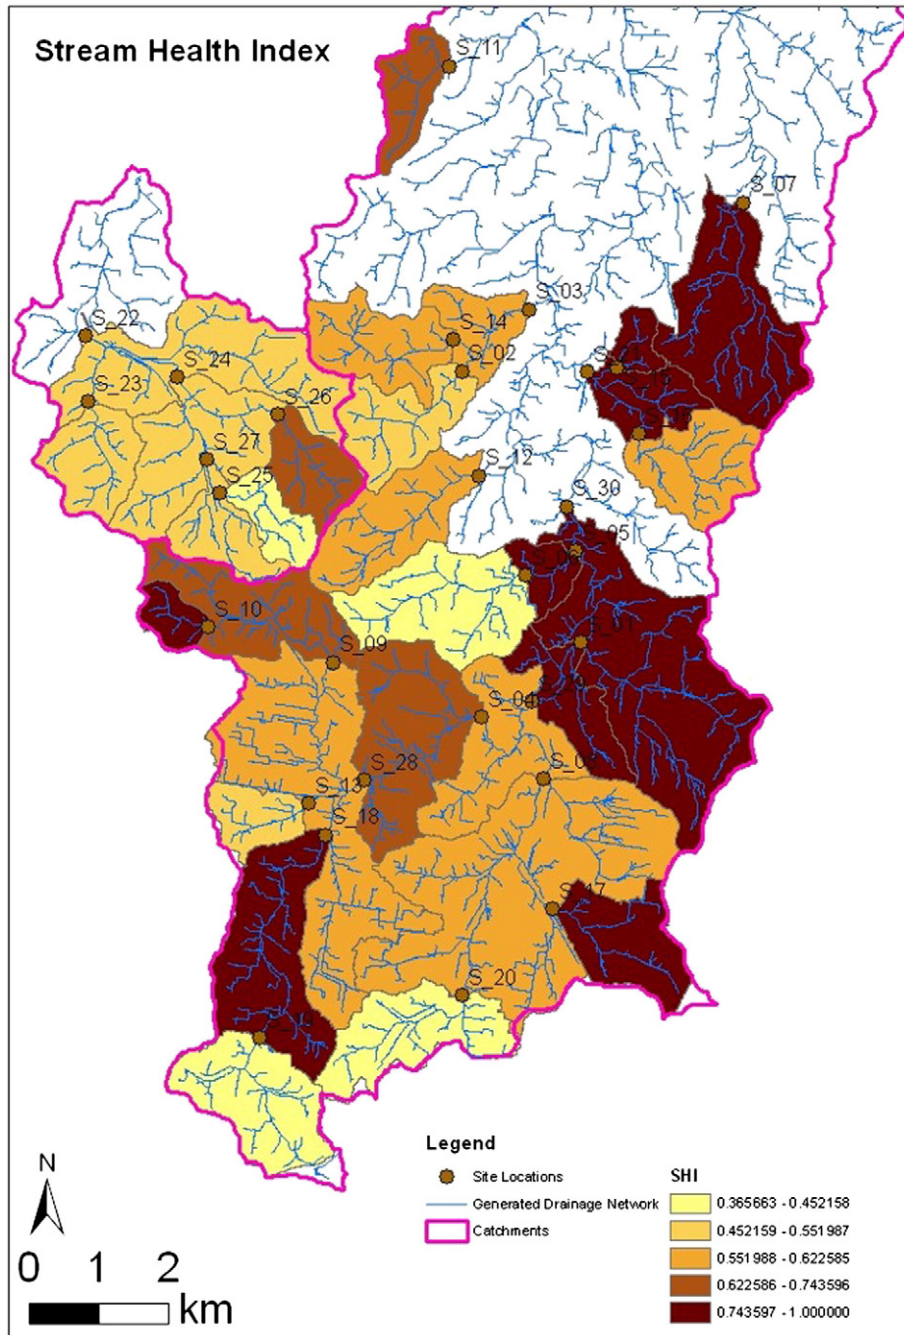 Stream Health Index
S_11
S_07
S_03
S_22
S_14
S_24
S_02
S_23
S_26
S_27
S_12
S_25
S_30
S_05
S_10
S_01
S_09
S_04
S_28
S_13
S_18
S_17
S_20
N
0 1 2
km
Legend
Site Locations
Generated Drainage Network
Catchments
SHI
0.365663 - 0.452158
0.452159 - 0.551987
0.551988 - 0.622585
0.622586 - 0.743596
0.743597 - 1.000000